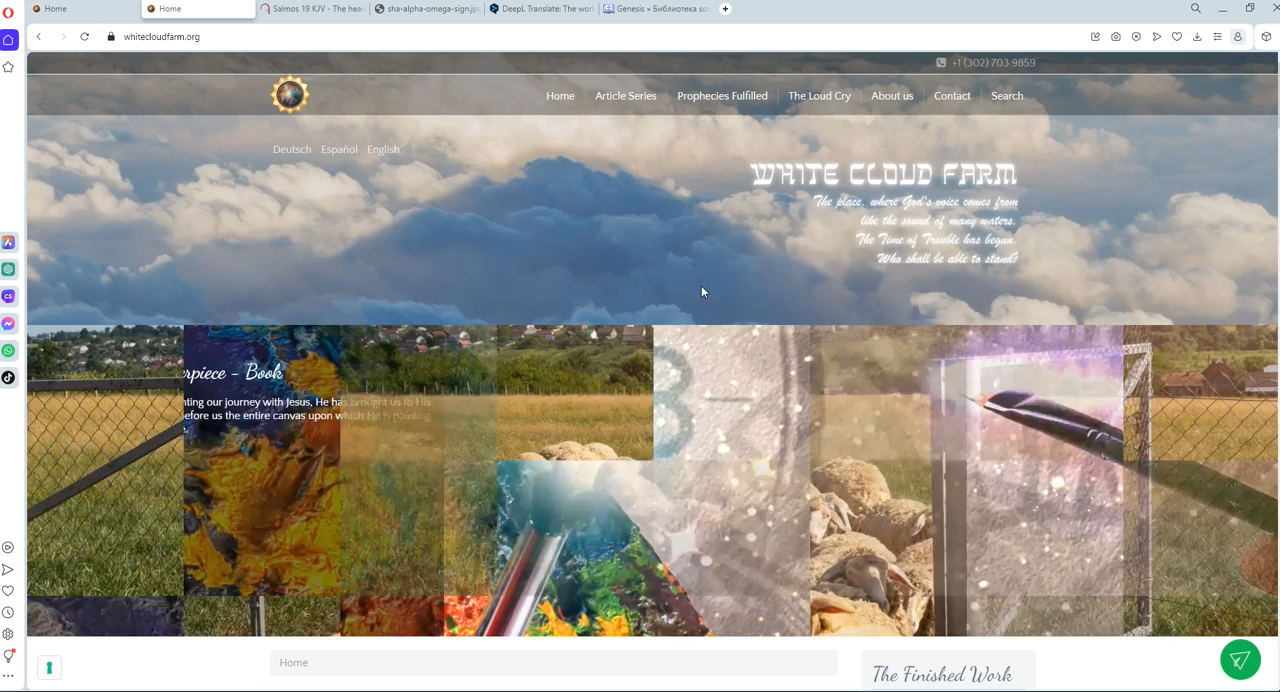 Home
Home
Salmos 19 KJV - The hea
sha-alpha-omega-sign.jp
DeepL Translate: The worl
Genesis » Библиотека
whitecloudfarm.org
+1 (302) 703 9859
Home
Article Series
Prophecies Fulfilled
The Loud Cry
About us
Contact
Search
Deutsch Español English
WHITE CLOUD FARM
The place, where God's voice comes from
like the sound of many waters.
The Time of Trouble has begun.
Who shall be able to stand?
erpiece - Book
nting our journey with Jesus, He has brought us to His
efore us the entire canvas upon which He is painting
CS
Home
The Finished Work